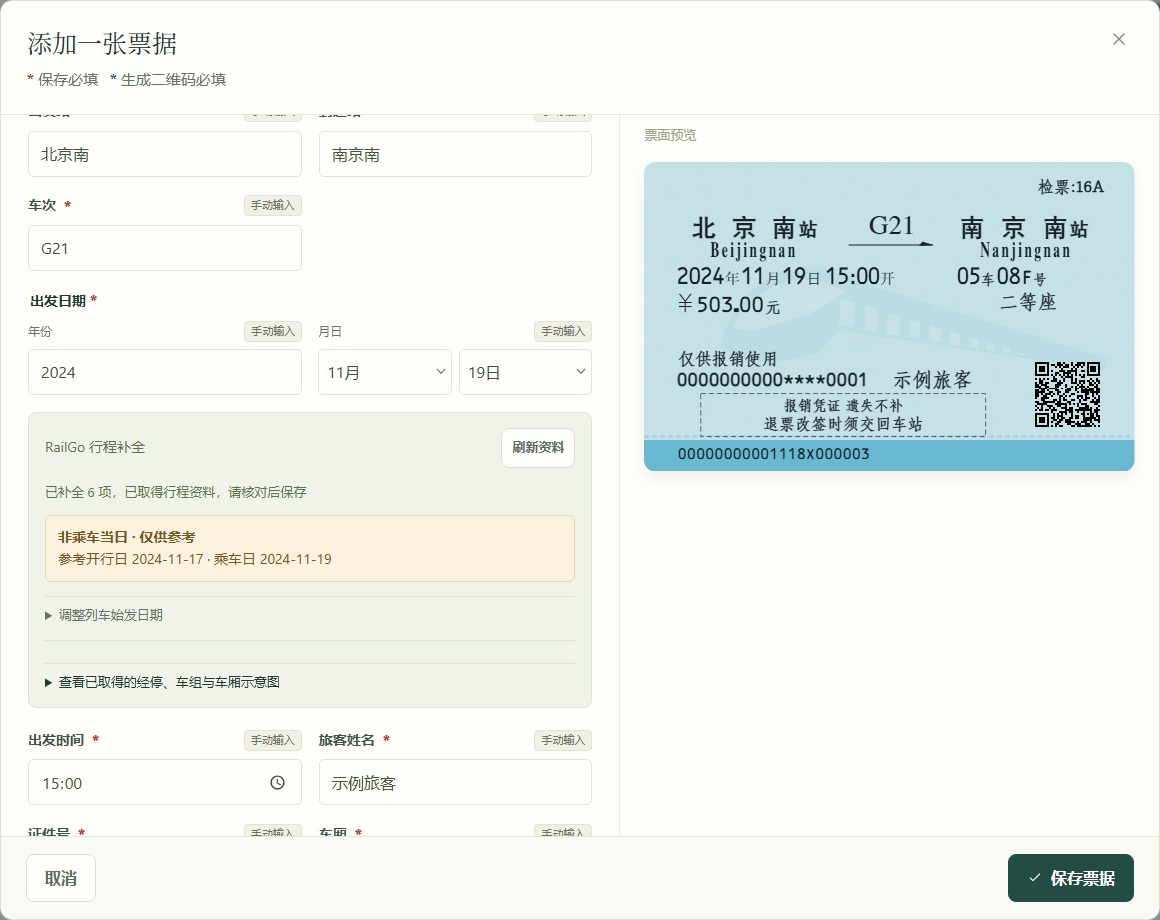 添加一张票据
* 保存必填 * 生成二维码必填
北京南 南京南
车次 * 手动输入
G21
出发日期 *
年份 手动输入 月日 手动输入
2024 11月 19日
RailGo 行程补全 刷新资料
已补全 6 项，已取得行程资料，请核对后保存
非乘车当日 · 仅供参考
参考开行日 2024-11-17 · 乘车日 2024-11-19
调整列车始发日期
查看已取得的经停、车组与车厢示意图
出发时间 * 手动输入 旅客姓名 * 手动输入
15:00 示例旅客
证件号 * 手动输入 车厢 * 手动输入
取消 保存票据
票面预览
检票:16A
北京南站 G21 南京南站
Beijingnan Nanjingnan
2024年11月19日15:00开 05车08F号
￥503.00元 二等座
仅供报销使用
0000000000****0001 示例旅客
报销凭证 遗失不补
退票改签时须交回车站
00000000001118X000003